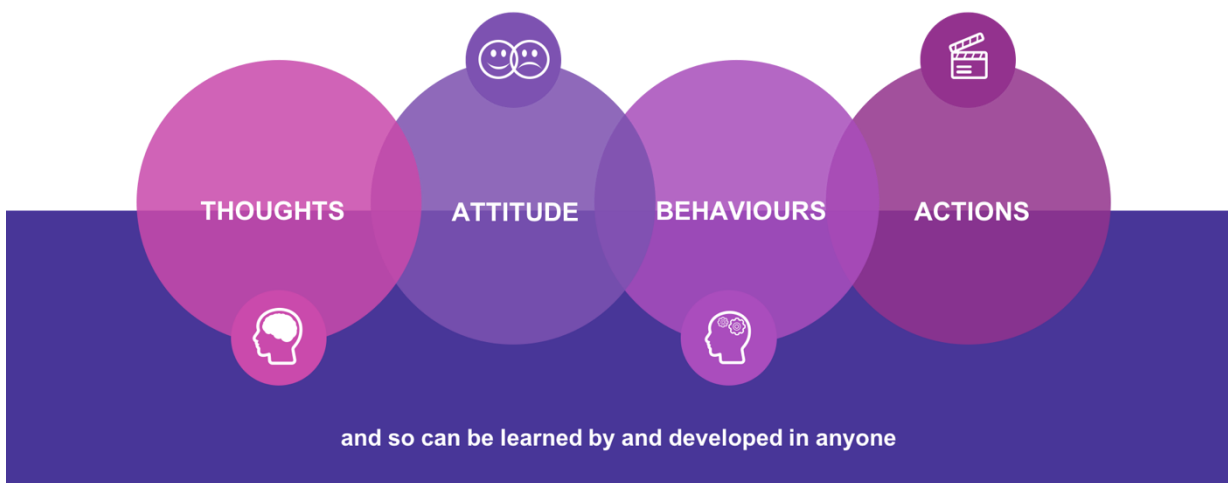 THOUGHTS ATTITUDE BEHAVIOURS ACTIONS
and so can be learned by and developed in anyone